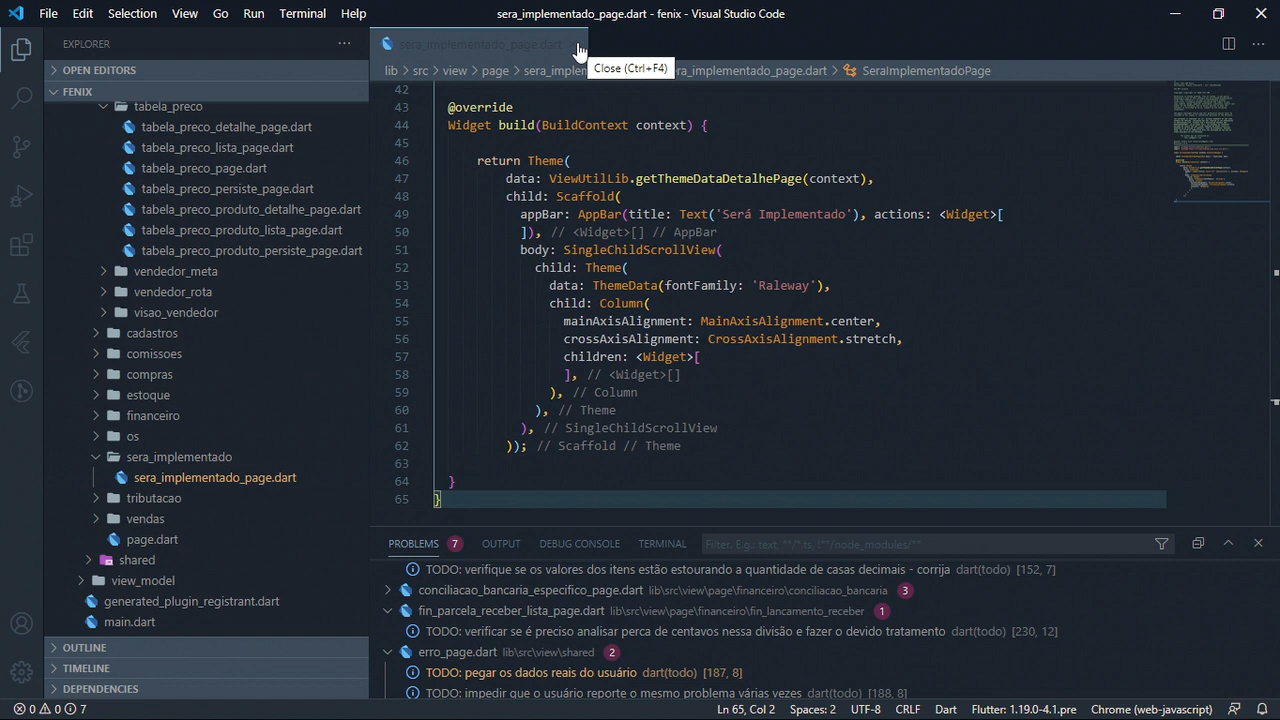 File Edit Selection View Go Run Terminal Help
sera_implementado_page.dart - fenix - Visual Studio Code
EXPLORER
OPEN EDITORS
FENIX
tabela_preco
tabela_preco_detalhe_page.dart
tabela_preco_lista_page.dart
tabela_preco_page.dart
tabela_preco_persiste_page.dart
tabela_preco_produto_detalhe_page.dart
tabela_preco_produto_lista_page.dart
tabela_preco_produto_persiste_page.dart
vendedor_meta
vendedor_rota
visao_vendedor
cadastros
comissoes
compras
estoque
financeiro
os
sera_implementado
sera_implementado_page.dart
tributacao
vendas
page.dart
shared
view_model
generated_plugin_registrant.dart
main.dart
OUTLINE
TIMELINE
DEPENDENCIES
sera_implementado_page.dart
Close (Ctrl+F4)
lib > src > view > page > sera_implem ra_implementado_page.dart > SeraImplementadoPage
42
43 @override
44 Widget build(BuildContext context) {
45
46 return Theme(
47 data: ViewUtilLib.getThemeDataDetalhePage(context),
48 child: Scaffold(
49 appBar: AppBar(title: Text('Será Implementado'), actions: <Widget>[
50 ]), // <Widget>[] // AppBar
51 body: SingleChildScrollView(
52 child: Theme(
53 data: ThemeData(fontFamily: 'Raleway'),
54 child: Column(
55 mainAxisAlignment: MainAxisAlignment.center,
56 crossAxisAlignment: CrossAxisAlignment.stretch,
57 children: <Widget>[
58 ], // <Widget>[]
59 ), // Column
60 ), // Theme
61 ), // SingleChildScrollView
62 )); // Scaffold // Theme
63
64 }
65 }
PROBLEMS 7 OUTPUT DEBUG CONSOLE TERMINAL Filter. E.g.: text, **/*.ts, !**/node_modules/**
TODO: verifique se os valores dos itens estão estourando a quantidade de casas decimais - corrija dart(todo) [152, 7]
conciliacao_bancaria_especifico_page.dart lib\src\view\page\financeiro\conciliacao_bancaria 3
fin_parcela_receber_lista_page.dart lib\src\view\page\financeiro\fin_lancamento_receber 1
TODO: verificar se é preciso analisar perca de centavos nessa divisão e fazer o devido tratamento dart(todo) [230, 12]
erro_page.dart lib\src\view\shared 2
TODO: pegar os dados reais do usuário dart(todo) [187, 8]
TODO: impedir que o usuário reporte o mesmo problema várias vezes dart(todo) [188, 8]
0 0 7
Ln 65, Col 2 Spaces: 2 UTF-8 CRLF Dart Flutter: 1.19.0-4.1.pre Chrome (web-javascript)